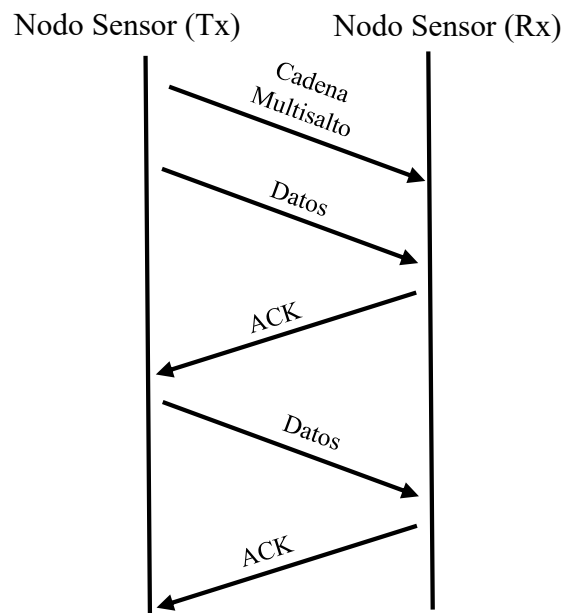 Nodo Sensor (Tx)
Nodo Sensor (Rx)
Cadena
Multisalto
Datos
ACK
Datos
ACK